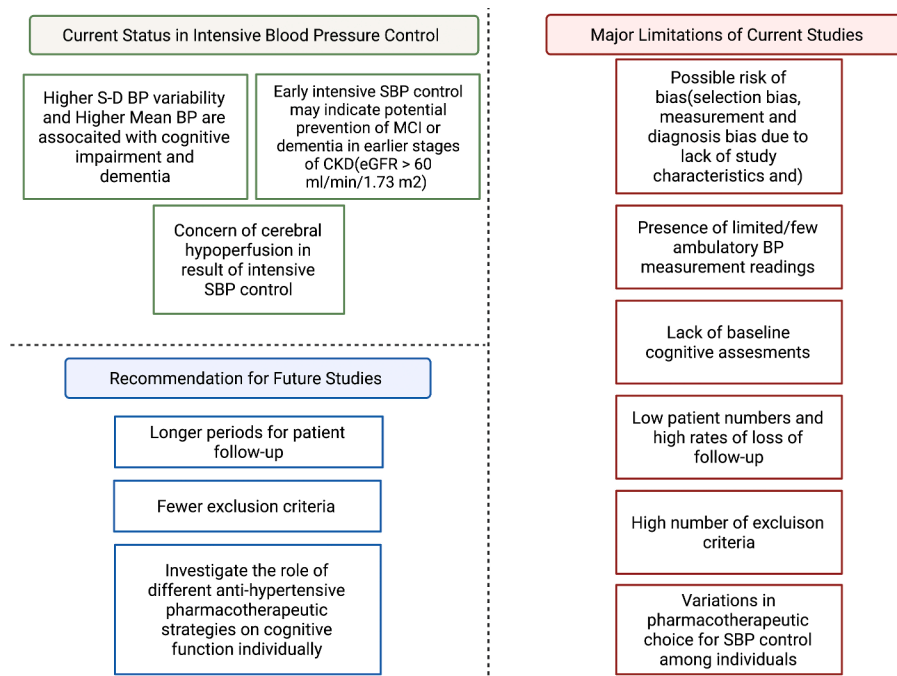 Current Status in Intensive Blood Pressure Control
Higher S-D BP variability
and Higher Mean BP are
assocaited with cognitive
impairment and
dementia
Early intensive SBP control
may indicate potential
prevention of MCI or
dementia in earlier stages
of CKD(eGFR > 60
ml/min/1.73 m2)
Concern of cerebral
hypoperfusion in
result of intensive
SBP control
Recommendation for Future Studies
Longer periods for patient
follow-up
Fewer exclusion criteria
Investigate the role of
different anti-hypertensive
pharmacotherapeutic
strategies on cognitive
function individually
Major Limitations of Current Studies
Possible risk of
bias(selection bias,
measurement and
diagnosis bias due to
lack of study
characteristics and)
Presence of limited/few
ambulatory BP
measurement readings
Lack of baseline
cognitive assesments
Low patient numbers and
high rates of loss of
follow-up
High number of excluison
criteria
Variations in
pharmacotherapeutic
choice for SBP control
among individuals